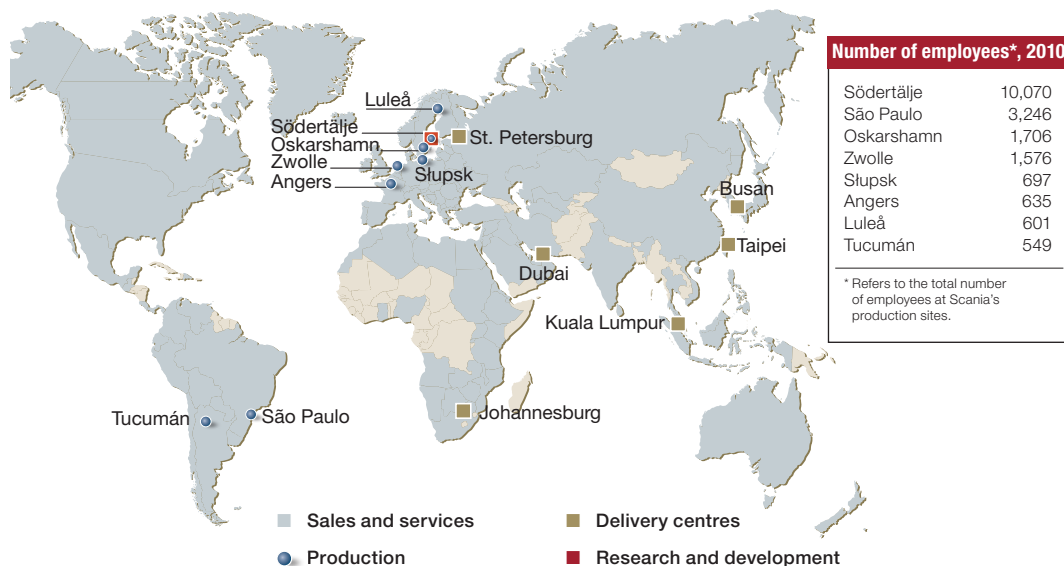 Luleå
Södertälje
Oskarshamn
Zwolle
Angers
St. Petersburg
Słupsk
Busan
Taipei
Dubai
Kuala Lumpur
Johannesburg
Tucumán
São Paulo
Number of employees*, 2010
Södertälje 10,070
São Paulo 3,246
Oskarshamn 1,706
Zwolle 1,576
Słupsk 697
Angers 635
Luleå 601
Tucumán 549
* Refers to the total number
of employees at Scania's
production sites.
Sales and services
Delivery centres
Production
Research and development